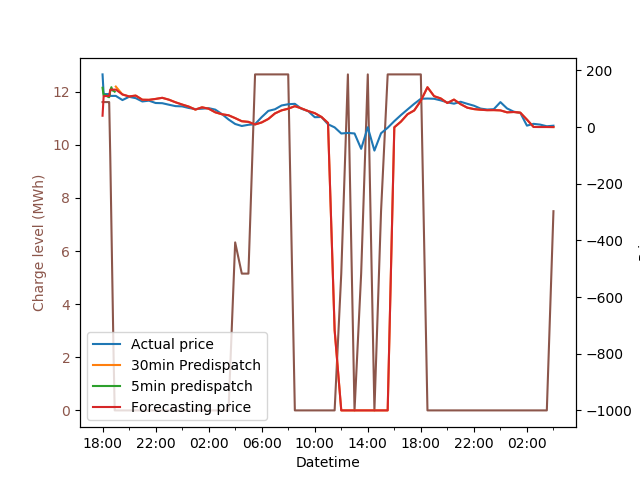 12
10
8
6
4
2
0
Charge level (MWh)
200
0
−200
−400
−600
−800
−1000
Actual price
30min Predispatch
5min predispatch
Forecasting price
18:00 22:00 02:00 06:00 10:00 14:00 18:00 22:00 02:00
Datetime